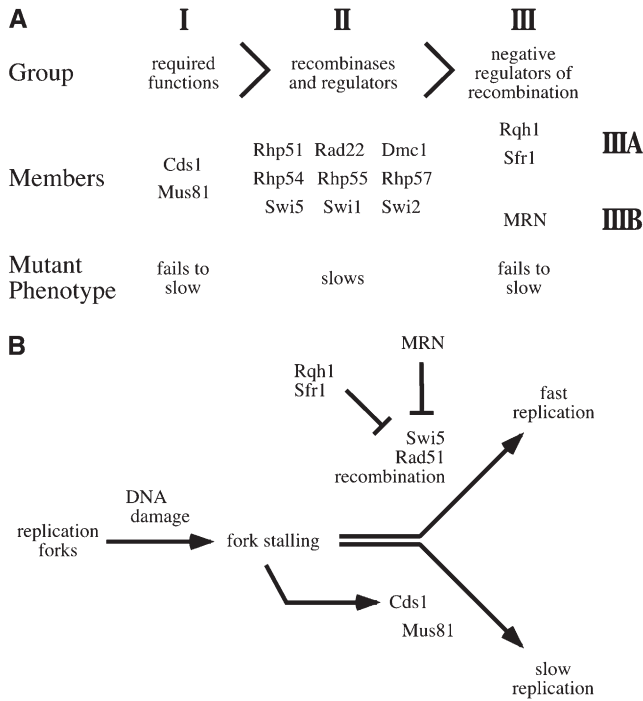 A
I II III
Group
required
functions
recombinases
and regulators
negative
regulators of
recombination
Members
Cds1
Mus81
Rhp51 Rad22 Dmc1
Rhp54 Rhp55 Rhp57
Swi5 Swi1 Swi2
Rqh1
Sfr1
IIIA
MRN
IIIB
Mutant
Phenotype
fails to
slow
slows
fails to
slow
B
MRN
Rqh1
Sfr1
Swi5
Rad51
recombination
fast
replication
DNA
damage
replication
forks
fork stalling
Cds1
Mus81
slow
replication